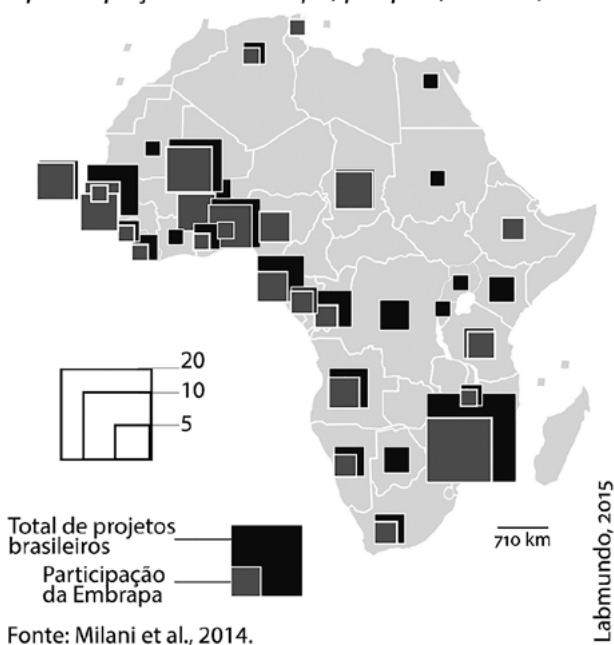 20
10
5
Total de projetos
brasileiros
Participação
da Embrapa
710 km
Labmundo, 2015
Fonte: Milani et al., 2014.